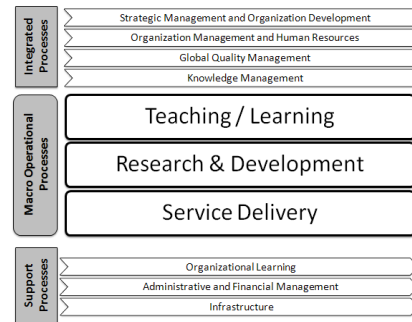 Integrated
Processes
Strategic Management and Organization Development
Organization Management and Human Resources
Global Quality Management
Knowledge Management
Macro Operational
Processes
Teaching / Learning
Research & Development
Service Delivery
Support
Processes
Organizational Learning
Administrative and Financial Management
Infrastructure